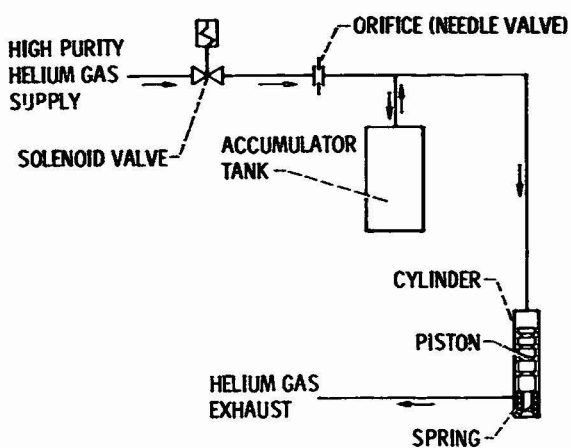 ORIFICE (NEEDLE VALVE)
HIGH PURITY
HELIUM GAS
SUPPLY
SOLENOID VALVE
ACCUMULATOR
TANK
CYLINDER
PISTON
HELIUM GAS
EXHAUST
SPRING